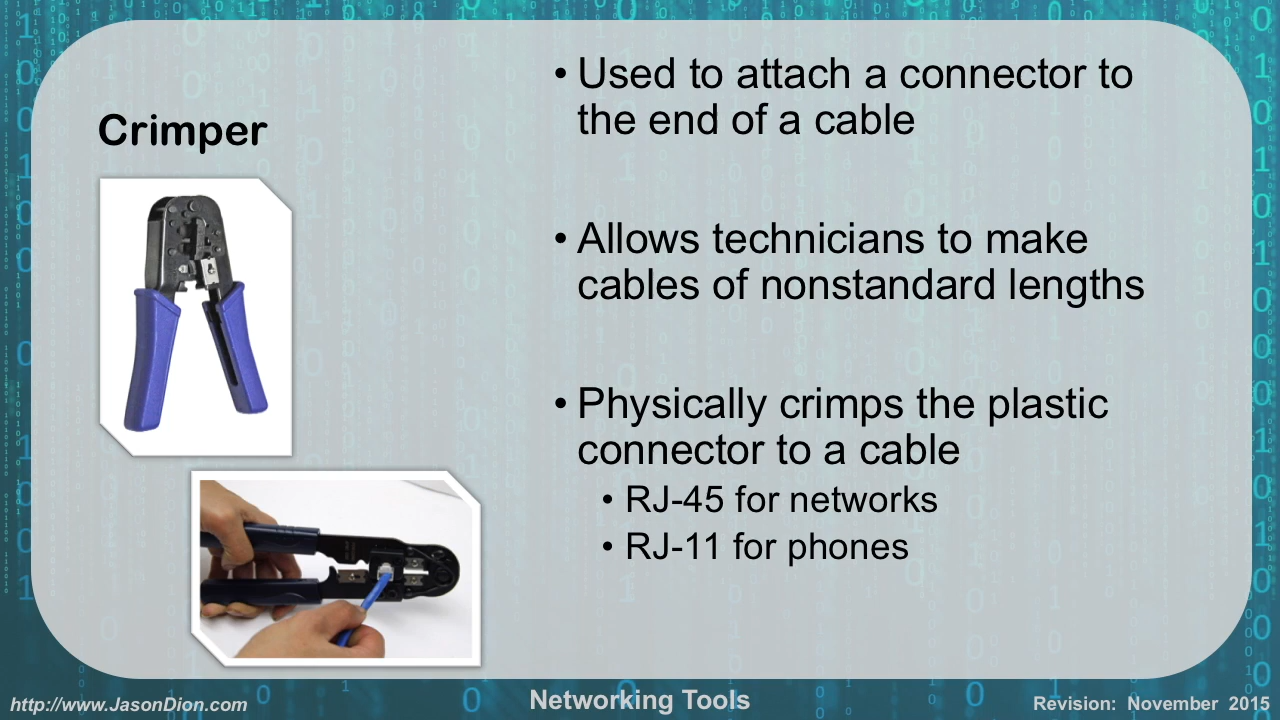 Crimper
• Used to attach a connector to
the end of a cable
• Allows technicians to make
cables of nonstandard lengths
• Physically crimps the plastic
connector to a cable
• RJ-45 for networks
• RJ-11 for phones
http://www.JasonDion.com
Networking Tools
Revision: November 2015